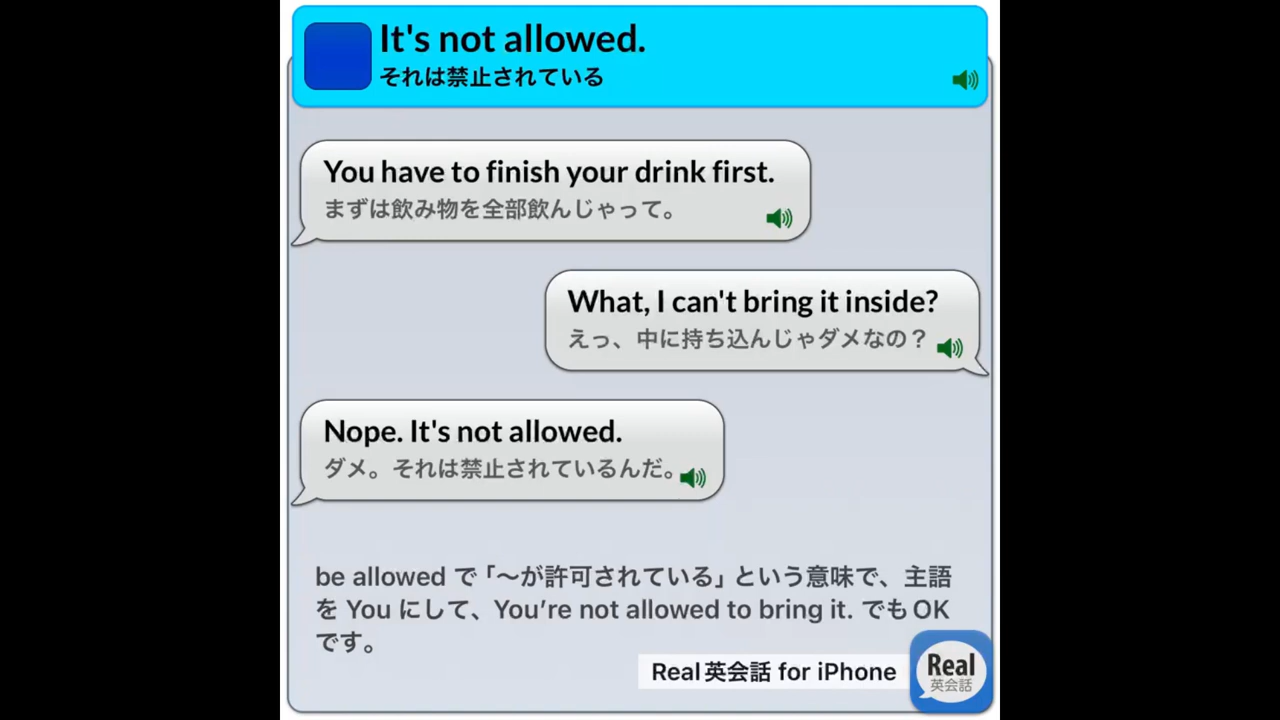 It's not allowed.
それは禁止されている
You have to finish your drink first.
まずは飲み物を全部飲んじゃって。
What, I can't bring it inside?
えっ、中に持ち込んじゃダメなの？
Nope. It's not allowed.
ダメ。それは禁止されているんだ。
be allowed で「〜が許可されている」という意味で、主語
を You にして、You’re not allowed to bring it. でも OK
です。
Real 英会話 for iPhone
Real
英会話